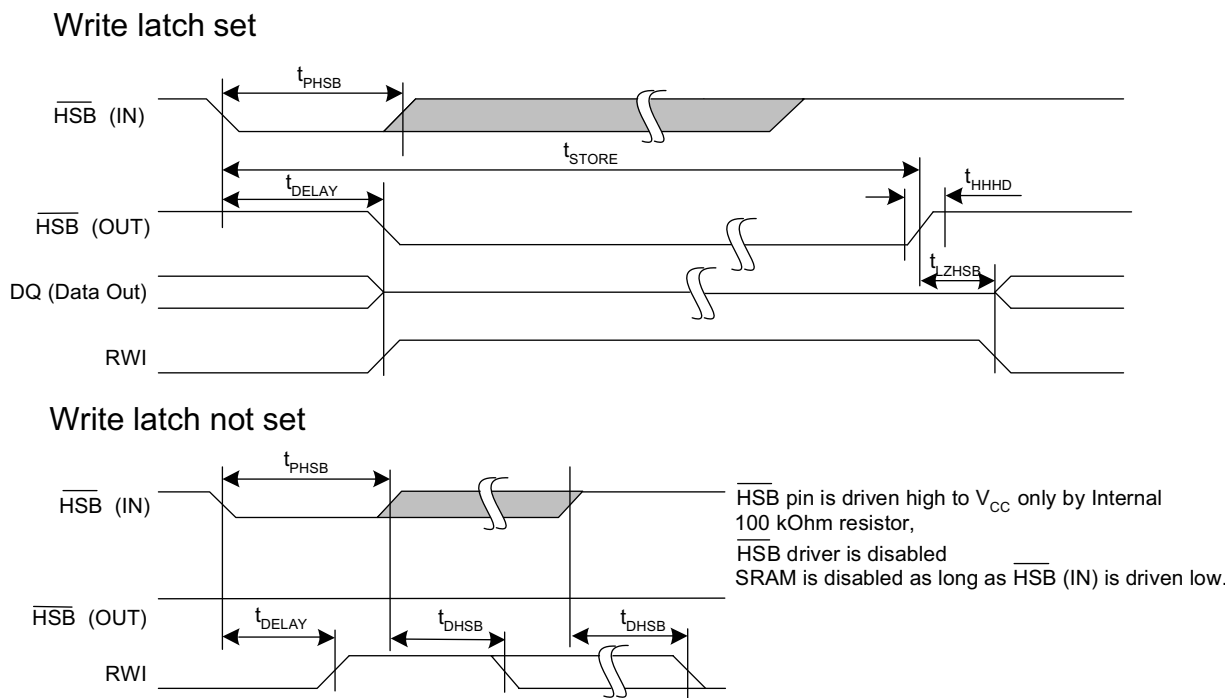 Write latch set
tPHSB
HSB (IN)
tSTORE
tDELAY
tHHHD
HSB (OUT)
tLZHSB
DQ (Data Out)
RWI
Write latch not set
tPHSB
HSB (IN)
HSB pin is driven high to VCC only by Internal
100 kOhm resistor,
HSB driver is disabled
SRAM is disabled as long as HSB (IN) is driven low.
HSB (OUT)
tDELAY
tDHSB
tDHSB
RWI